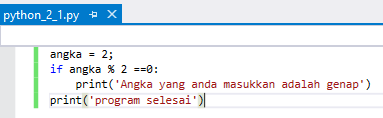 python_2_1.py
angka = 2;
if angka % 2 ==0:
    print('Angka yang anda masukkan adalah genap')
print('program selesai')